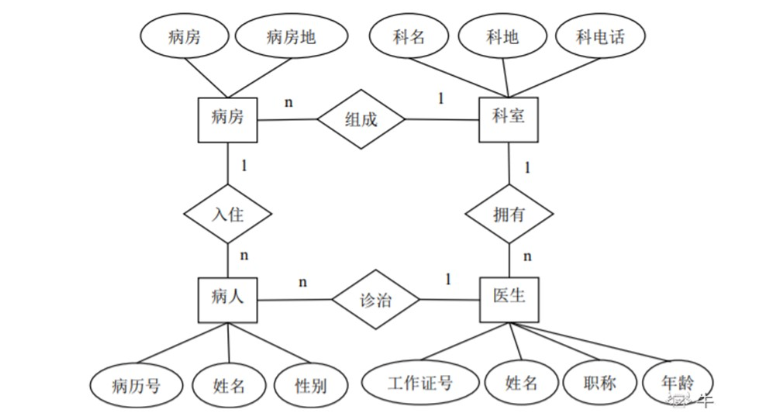 病房 病房地 科名 科地 科电话
病房 n 组成 1 科室
1 1
入住 拥有
n n
病人 n 诊治 1 医生
病历号 姓名 性别 工作证号 姓名 职称 年龄
牛